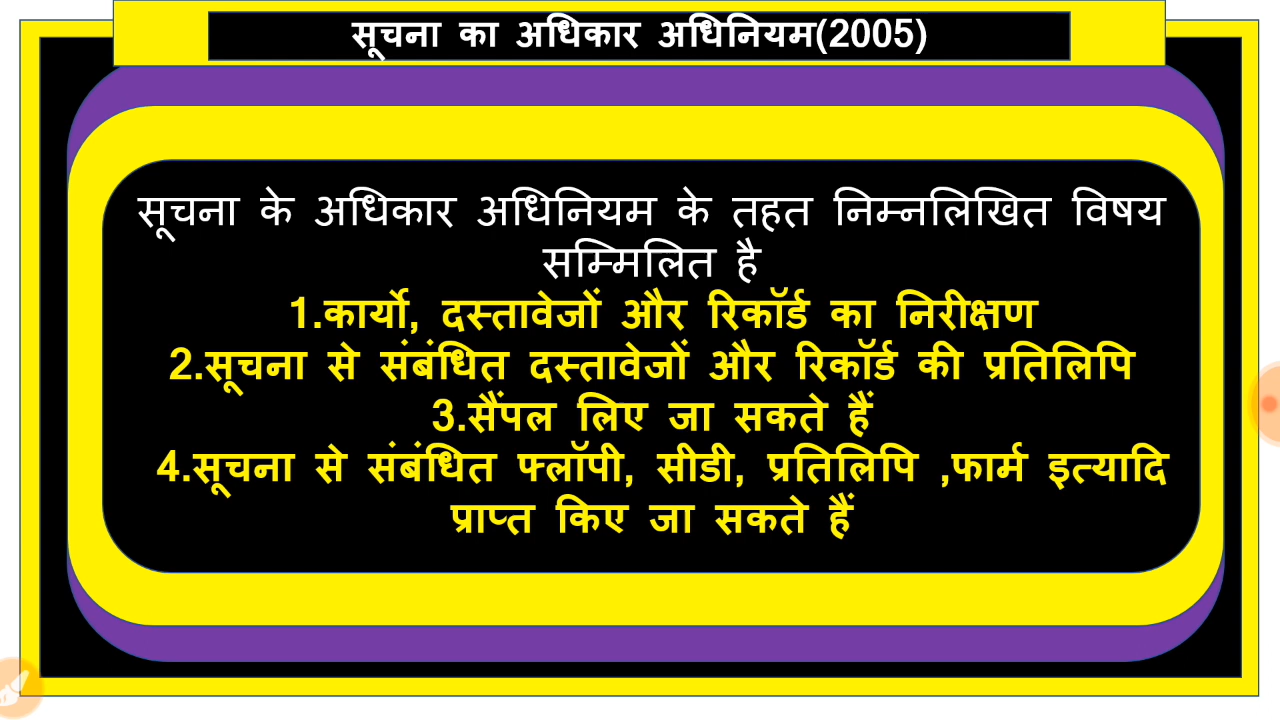 सूचना का अधिकार अधिनियम(2005)
सूचना के अधिकार अधिनियम के तहत निम्नलिखित विषय
सम्मिलित है
1.कार्यो, दस्तावेजों और रिकॉर्ड का निरीक्षण
2.सूचना से संबंधित दस्तावेजों और रिकॉर्ड की प्रतिलिपि
3.सैंपल लिए जा सकते हैं
4.सूचना से संबंधित फ्लॉपी, सीडी, प्रतिलिपि ,फार्म इत्यादि
प्राप्त किए जा सकते हैं